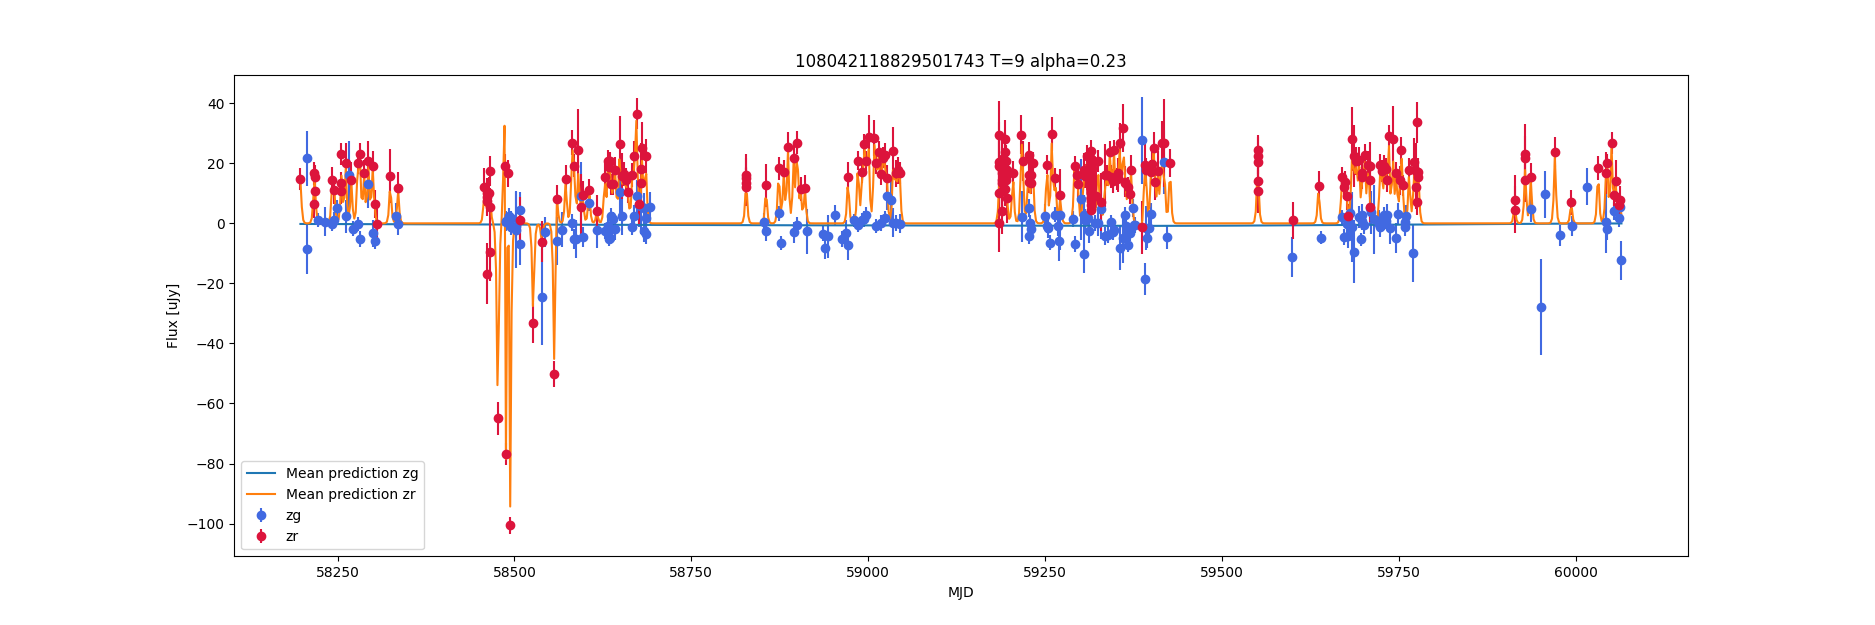 108042118829501743 T=9 alpha=0.23
40
20
0
−20
−40
−60
−80
−100
Flux [uJy]
Mean prediction zg
Mean prediction zr
zg
zr
58250 58500 58750 59000 59250 59500 59750 60000
MJD